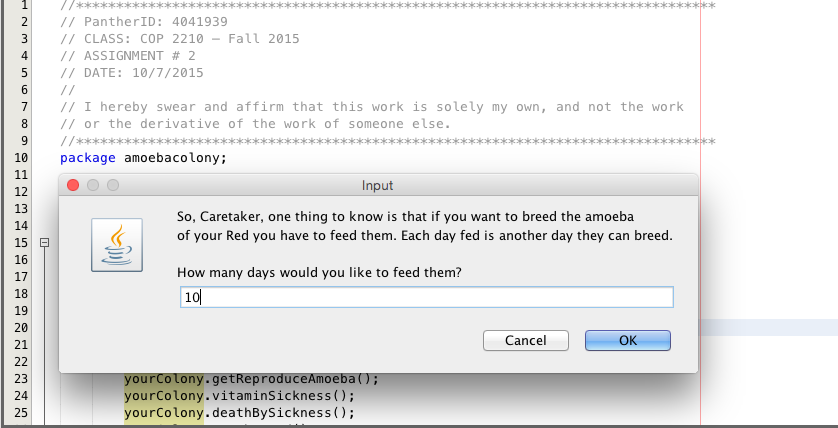 1 //********************************************************************************
2 // PantherID: 4041939
3 // CLASS: COP 2210 – Fall 2015
4 // ASSIGNMENT # 2
5 // DATE: 10/7/2015
6 //
7 // I hereby swear and affirm that this work is solely my own, and not the work
8 // or the derivative of the work of someone else.
9 //********************************************************************************
10 package amoebacolony;
11
Input
12
13
14
15
16
17
18
19
20
21
22
So, Caretaker, one thing to know is that if you want to breed the amoeba
of your Red you have to feed them. Each day fed is another day they can breed.
How many days would you like to feed them?
10
Cancel
OK
23 yourColony.getReproduceAmoeba();
24 yourColony.vitaminSickness();
25 yourColony.deathBySickness();